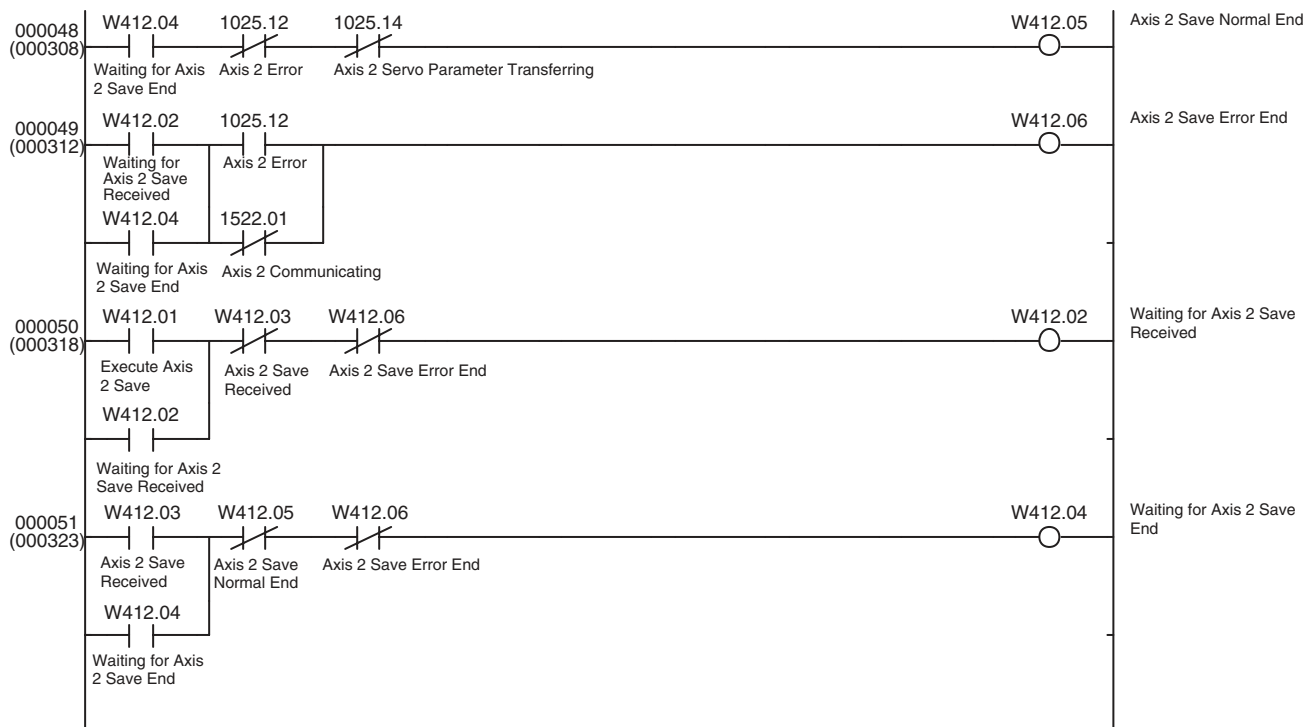 W412.04 1025.12 1025.14 W412.05 Axis 2 Save Normal End
000048
(000308)
Waiting for Axis
2 Save End
Axis 2 Error
Axis 2 Servo Parameter Transferring
W412.02 1025.12 W412.06 Axis 2 Save Error End
000049
(000312)
Waiting for
Axis 2 Save
Received
Axis 2 Error
W412.04 1522.01
Waiting for Axis
2 Save End
Axis 2 Communicating
W412.01 W412.03 W412.06 W412.02 Waiting for Axis 2 Save
Received
000050
(000318)
Execute Axis
2 Save
Axis 2 Save
Received
Axis 2 Save Error End
W412.02
Waiting for Axis 2
Save Received
W412.03 W412.05 W412.06 W412.04 Waiting for Axis 2 Save
End
000051
(000323)
Axis 2 Save
Received
Axis 2 Save
Normal End
Axis 2 Save Error End
W412.04
Waiting for Axis
2 Save End